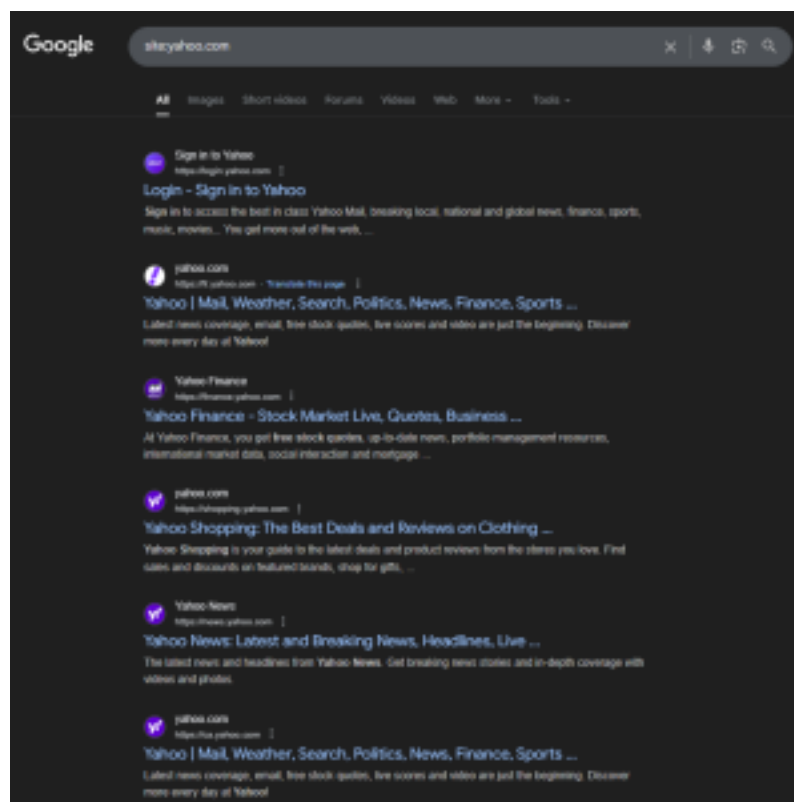 Google
site:yahoo.com
All Images Short videos Forums Videos Web More Tools
Sign in to Yahoo
https://login.yahoo.com
Login - Sign in to Yahoo
Sign in to access the best in class Yahoo Mail, breaking local, national and global news, finance, sports,
music, movies... You get more out of the web, ...
yahoo.com
yahoo.com · Translate this page
Yahoo | Mail, Weather, Search, Politics, News, Finance, Sports ...
Latest news coverage, email, free stock quotes, live scores and video are just the beginning. Discover
more every day at Yahoo!
Yahoo Finance
https://finance.yahoo.com
Yahoo Finance - Stock Market Live, Quotes, Business ...
At Yahoo Finance, you get free stock quotes, up-to-date news, portfolio management resources,
international market data, social interaction and mortgage ...
yahoo.com
https://shopping.yahoo.com
Yahoo Shopping: The Best Deals and Reviews on Clothing ...
Yahoo Shopping is your guide to the latest deals and product reviews from the stores you love. Find
sales and discounts on featured brands, shop for gifts, ...
Yahoo News
https://news.yahoo.com
Yahoo News: Latest and Breaking News, Headlines, Live ...
The latest news and headlines from Yahoo News. Get breaking news stories and in-depth coverage with
videos and photos.
yahoo.com
Yahoo | Mail, Weather, Search, Politics, News, Finance, Sports ...
Latest news coverage, email, free stock quotes, live scores and video are just the beginning. Discover
more every day at Yahoo!